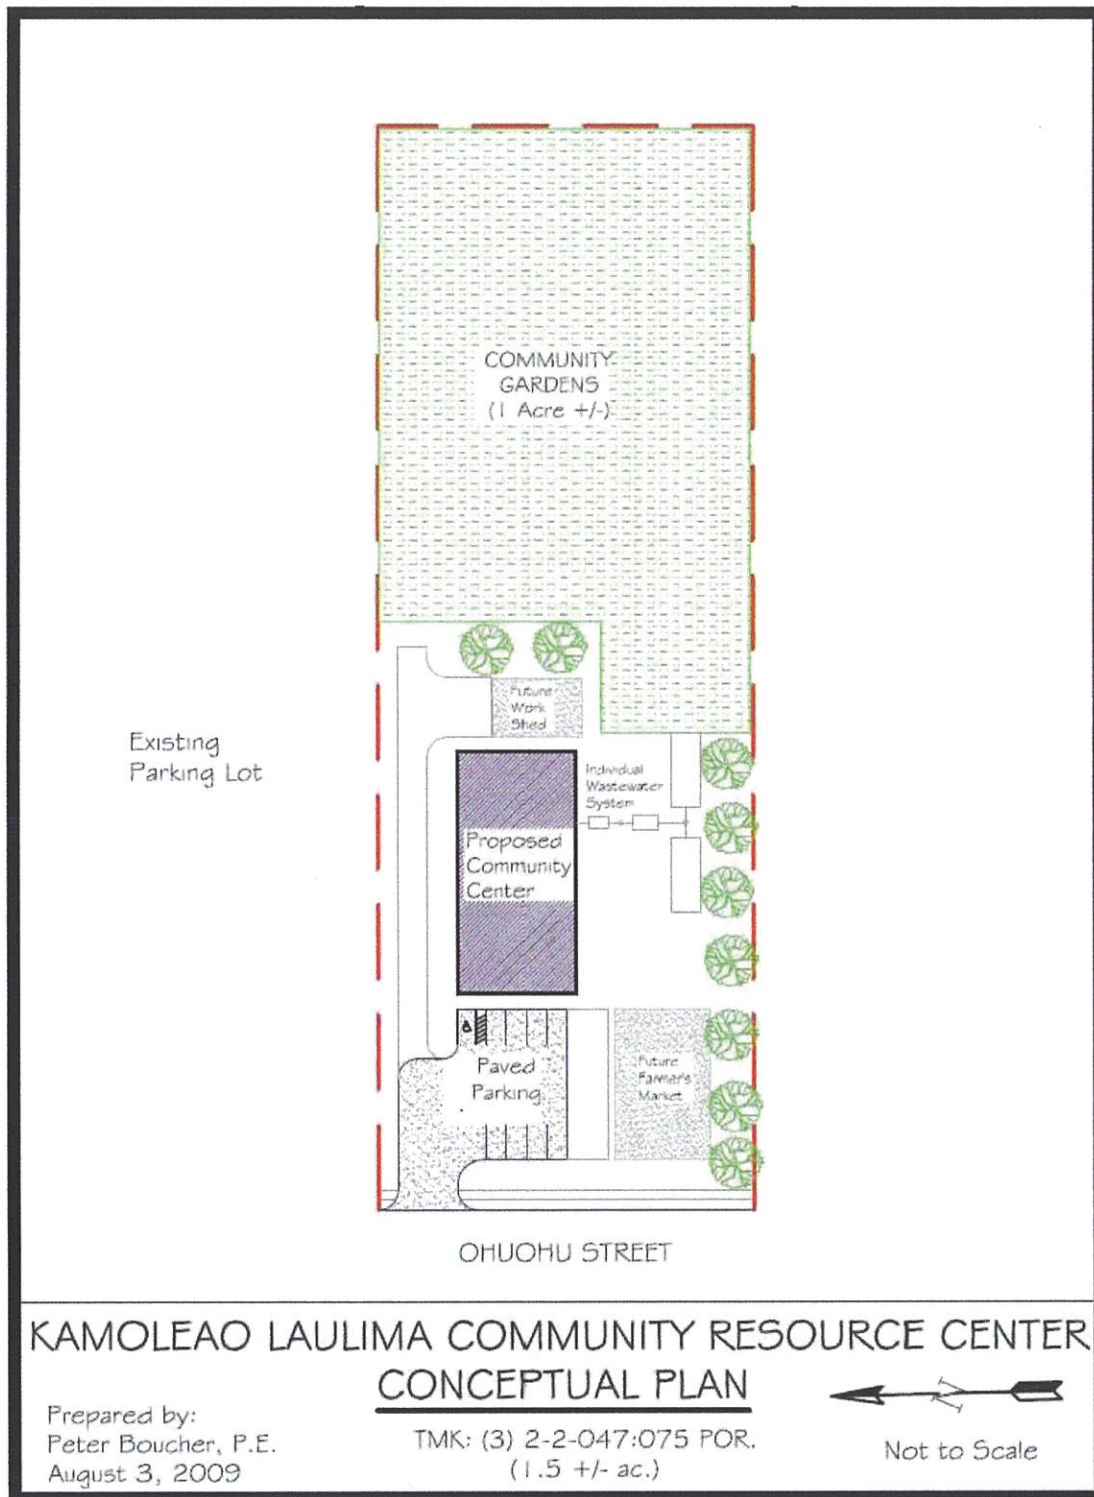 COMMUNITY
GARDENS
(1 Acre +/-)
Future
Work
Shed
Existing
Parking Lot
Individual
Wastewater
System
Proposed
Community
Center
Paved
Parking
Future
Farmer's
Market
OHUOHU STREET
KAMOLEAO LAULIMA COMMUNITY RESOURCE CENTER
CONCEPTUAL PLAN
Prepared by:
Peter Boucher, P.E.
August 3, 2009
TMK: (3) 2-2-047:075 POR.
(1.5 +/- ac.)
N
Not to Scale